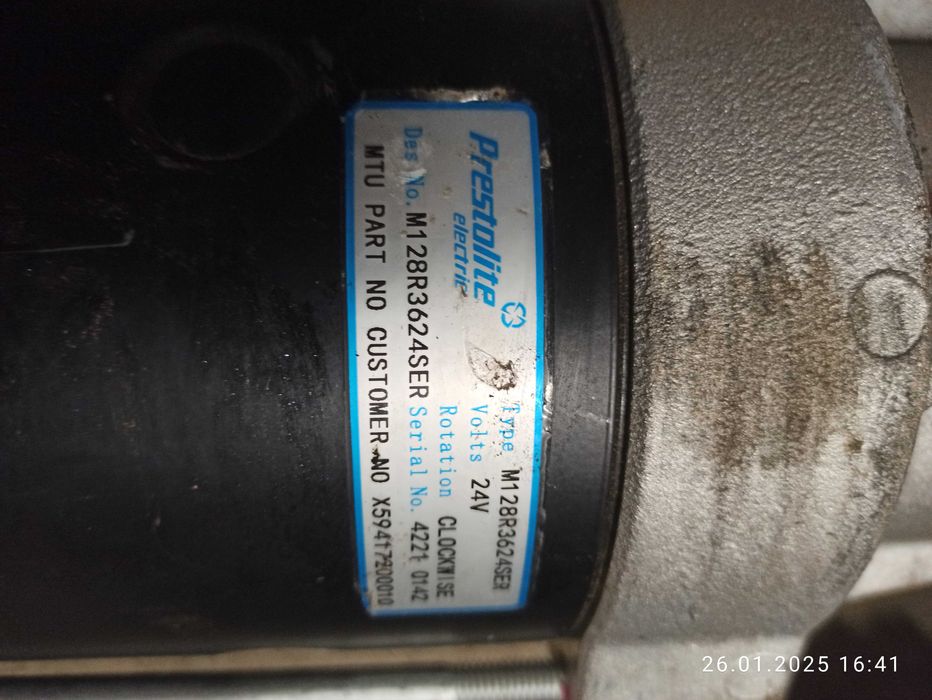 Prestolite
electric
Type M128R3624SER
Volts 24V
Rotation CLOCKWISE
Des No. M128R3624SER Serial No. 4221 0142
MTU PART NO CUSTOMER NO X59417200010
26.01.2025 16:41